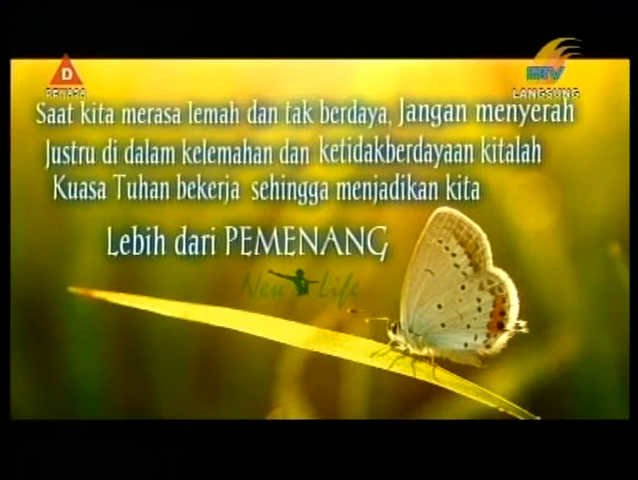 D
DEWASA
LANGSUNG
Saat kita merasa lemah dan tak berdaya, Jangan menyerah
Justru di dalam kelemahan dan ketidakberdayaan kitalah
Kuasa Tuhan bekerja sehingga menjadikan kita
Lebih dari PEMENANG
New Life